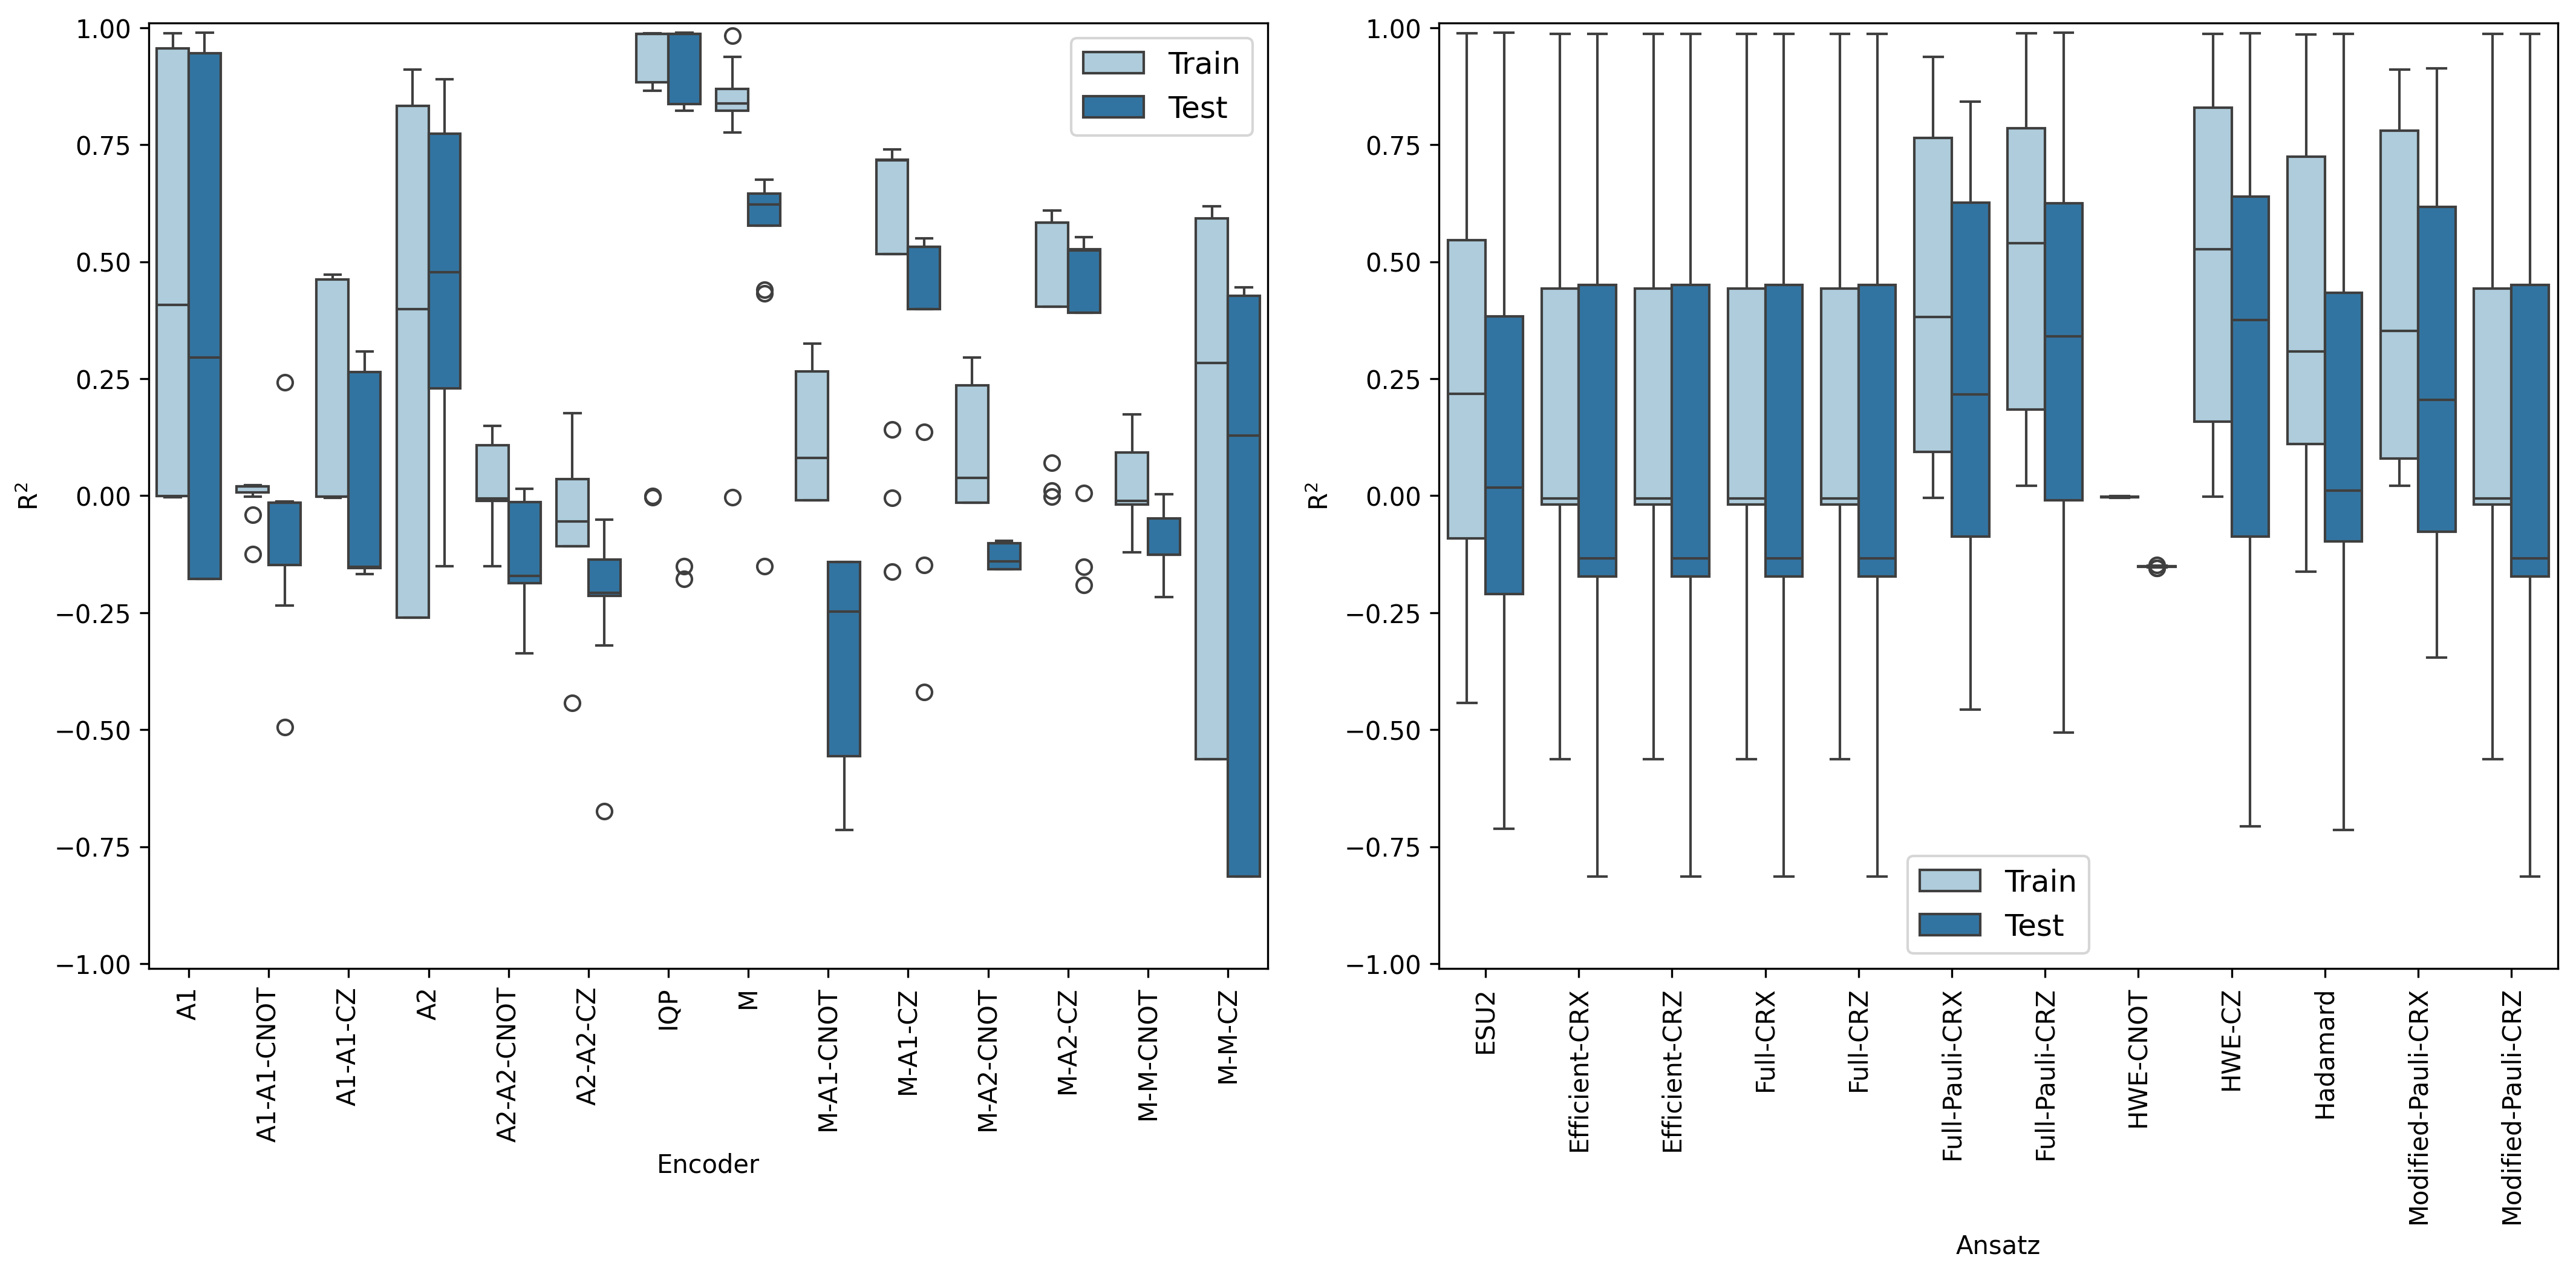 1.00
0.75
0.50
0.25
0.00
−0.25
−0.50
−0.75
−1.00
R²
Train
Test
A1
A1-A1-CNOT
A1-A1-CZ
A2
A2-A2-CNOT
A2-A2-CZ
IQP
M
M-A1-CNOT
M-A1-CZ
M-A2-CNOT
M-A2-CZ
M-M-CNOT
M-M-CZ
Encoder
1.00
0.75
0.50
0.25
0.00
−0.25
−0.50
−0.75
−1.00
R²
Train
Test
ESU2
Efficient-CRX
Efficient-CRZ
Full-CRX
Full-CRZ
Full-Pauli-CRX
Full-Pauli-CRZ
HWE-CNOT
HWE-CZ
Hadamard
Modified-Pauli-CRX
Modified-Pauli-CRZ
Ansatz